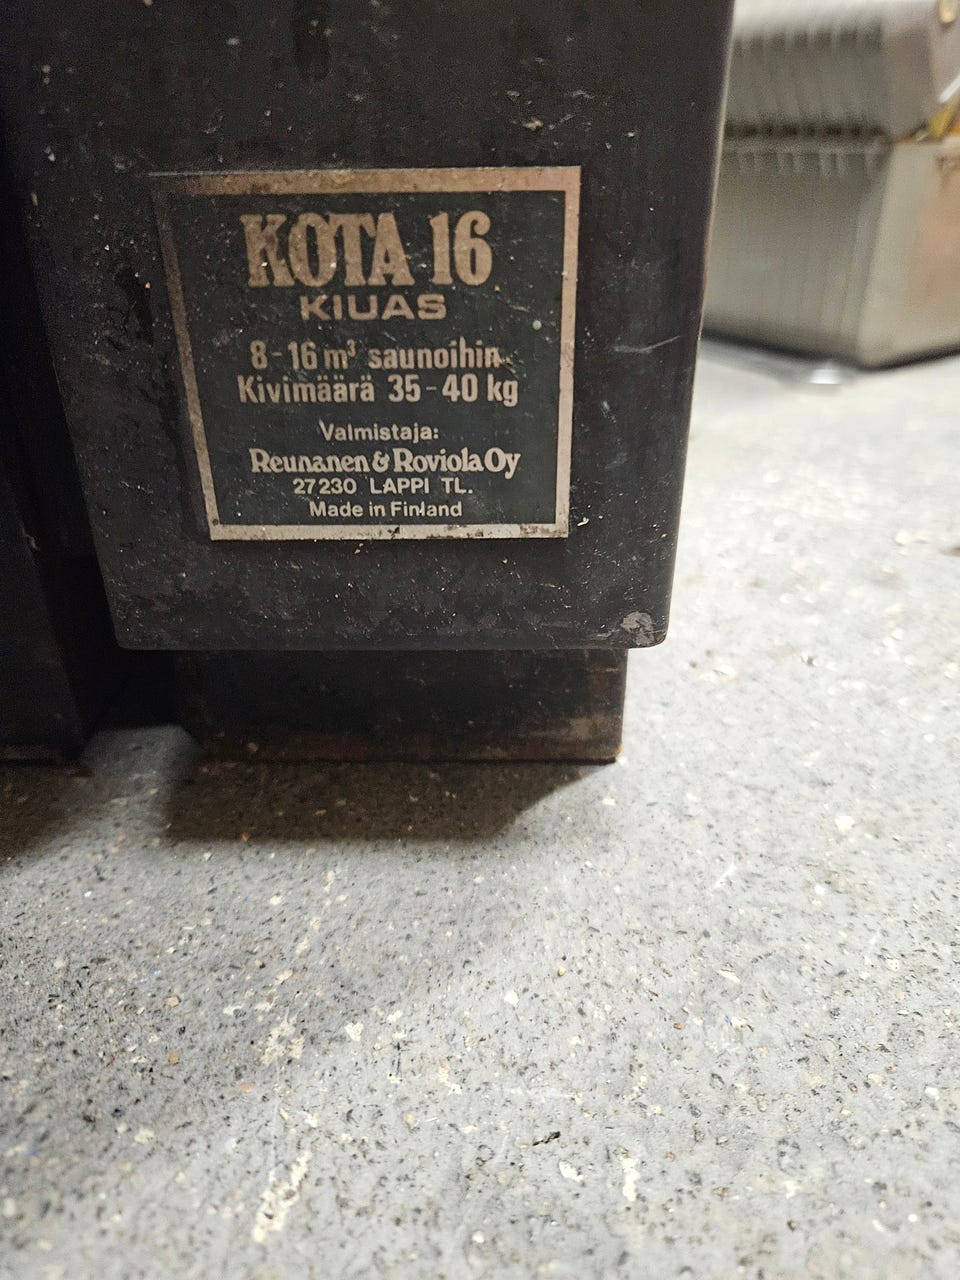 KOTA 16
KIUAS
8-16 m³ saunoihin
Kivimäärä 35-40 kg
Valmistaja:
Reunanen & Roviola Oy
27230 LAPPI TL.
Made in Finland